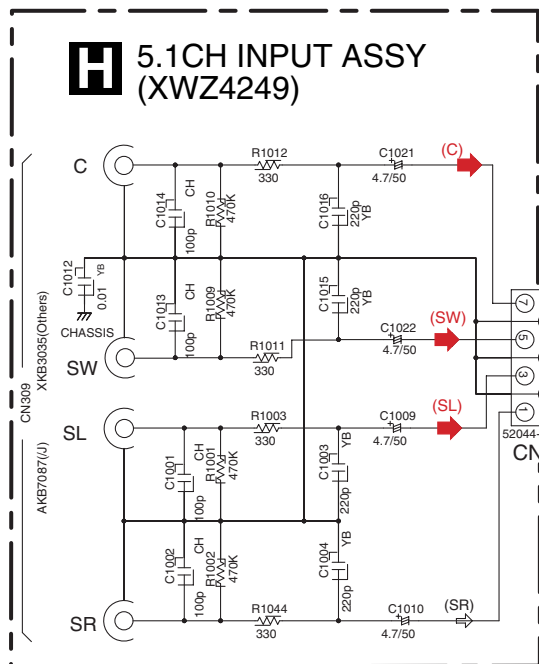 H
5.1CH INPUT ASSY
(XWZ4249)
C
R1012
330
C1021
4.7/50
(C)
C1014
CH
100p
R1010
470K
C1016
220p
YB
C1012
YB
0.01
CHASSIS
C1013
100p
R1009
470K
C1015
220p
YB
7
5
3
1
SW
R1011
330
C1022
4.7/50
(SW)
CN309
XKB3035(Others)
AKB7087(/J)
SL
R1003
330
C1009
4.7/50
(SL)
52044-
CN
C1001
CH
100p
R1001
470K
C1003
YB
220p
C1002
CH
100p
R1002
470K
C1004
YB
220p
SR
R1044
330
C1010
4.7/50
(SR)